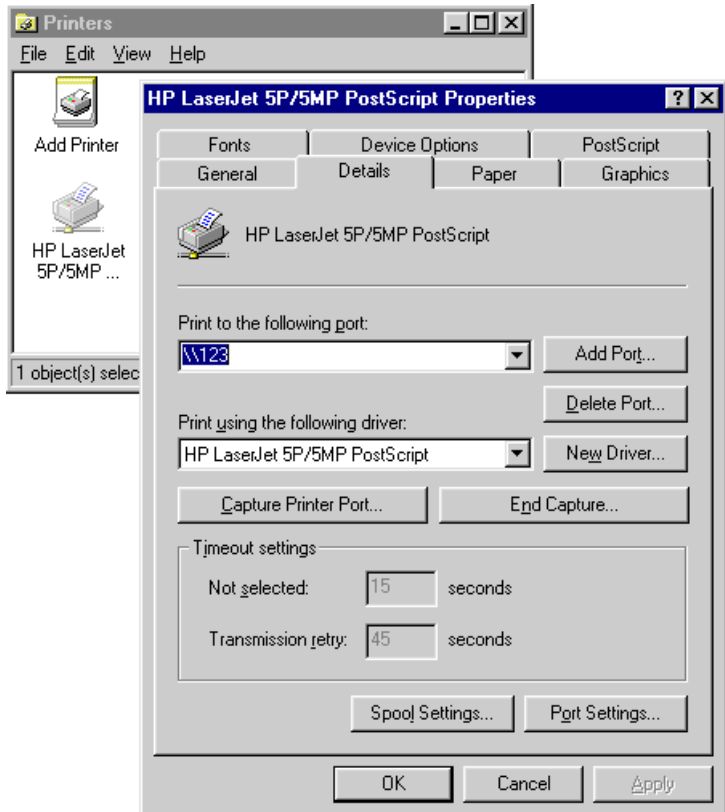 Printers
File Edit View Help
Add Printer
HP LaserJet
5P/5MP ...
1 object(s) selec
HP LaserJet 5P/5MP PostScript Properties
Fonts Device Options PostScript
General Details Paper Graphics
HP LaserJet 5P/5MP PostScript
Print to the following port:
\\123
Add Port...
Delete Port...
Print using the following driver:
HP LaserJet 5P/5MP PostScript
New Driver...
Capture Printer Port... End Capture...
Timeout settings
Not selected: 15 seconds
Transmission retry: 45 seconds
Spool Settings... Port Settings...
OK Cancel Apply